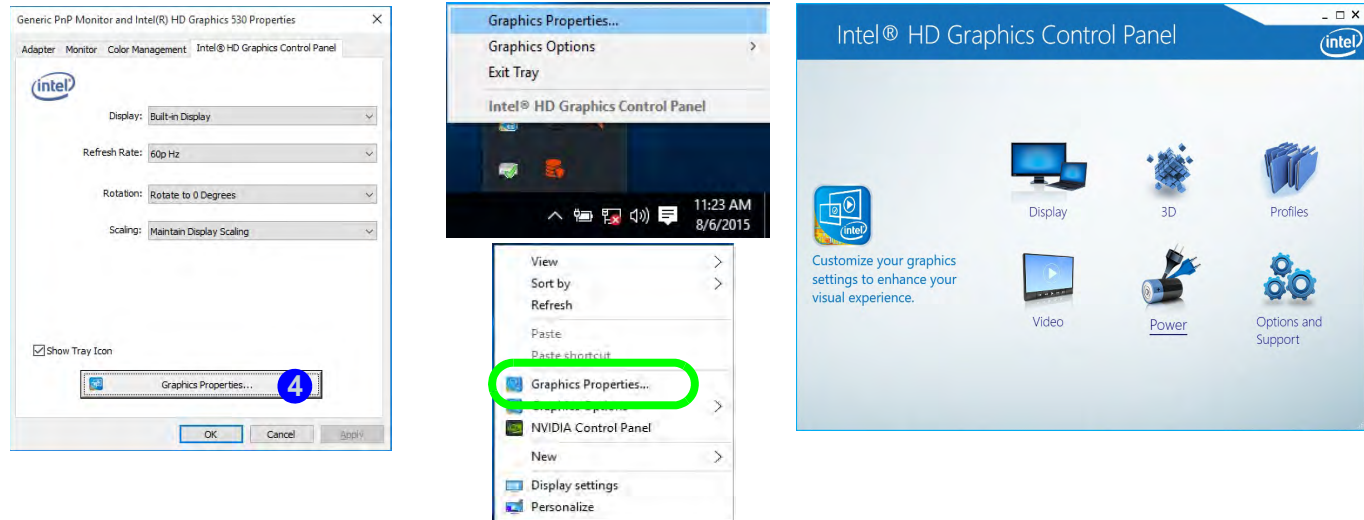 Generic PnP Monitor and Intel(R) HD Graphics 530 Properties
Adapter Monitor Color Management Intel® HD Graphics Control Panel
intel
Display: Built-in Display
Refresh Rate: 60p Hz
Rotation: Rotate to 0 Degrees
Scaling: Maintain Display Scaling
Show Tray Icon
Graphics Properties... 4
OK Cancel Apply
Graphics Properties...
Graphics Options
Exit Tray
Intel® HD Graphics Control Panel
11:23 AM
8/6/2015
View
Sort by
Refresh
Paste
Paste shortcut
Graphics Properties...
Graphics Options
NVIDIA Control Panel
New
Display settings
Personalize
Intel® HD Graphics Control Panel
intel
Display
3D
Profiles
intel
Customize your graphics
settings to enhance your
visual experience.
Video
Power
Options and
Support